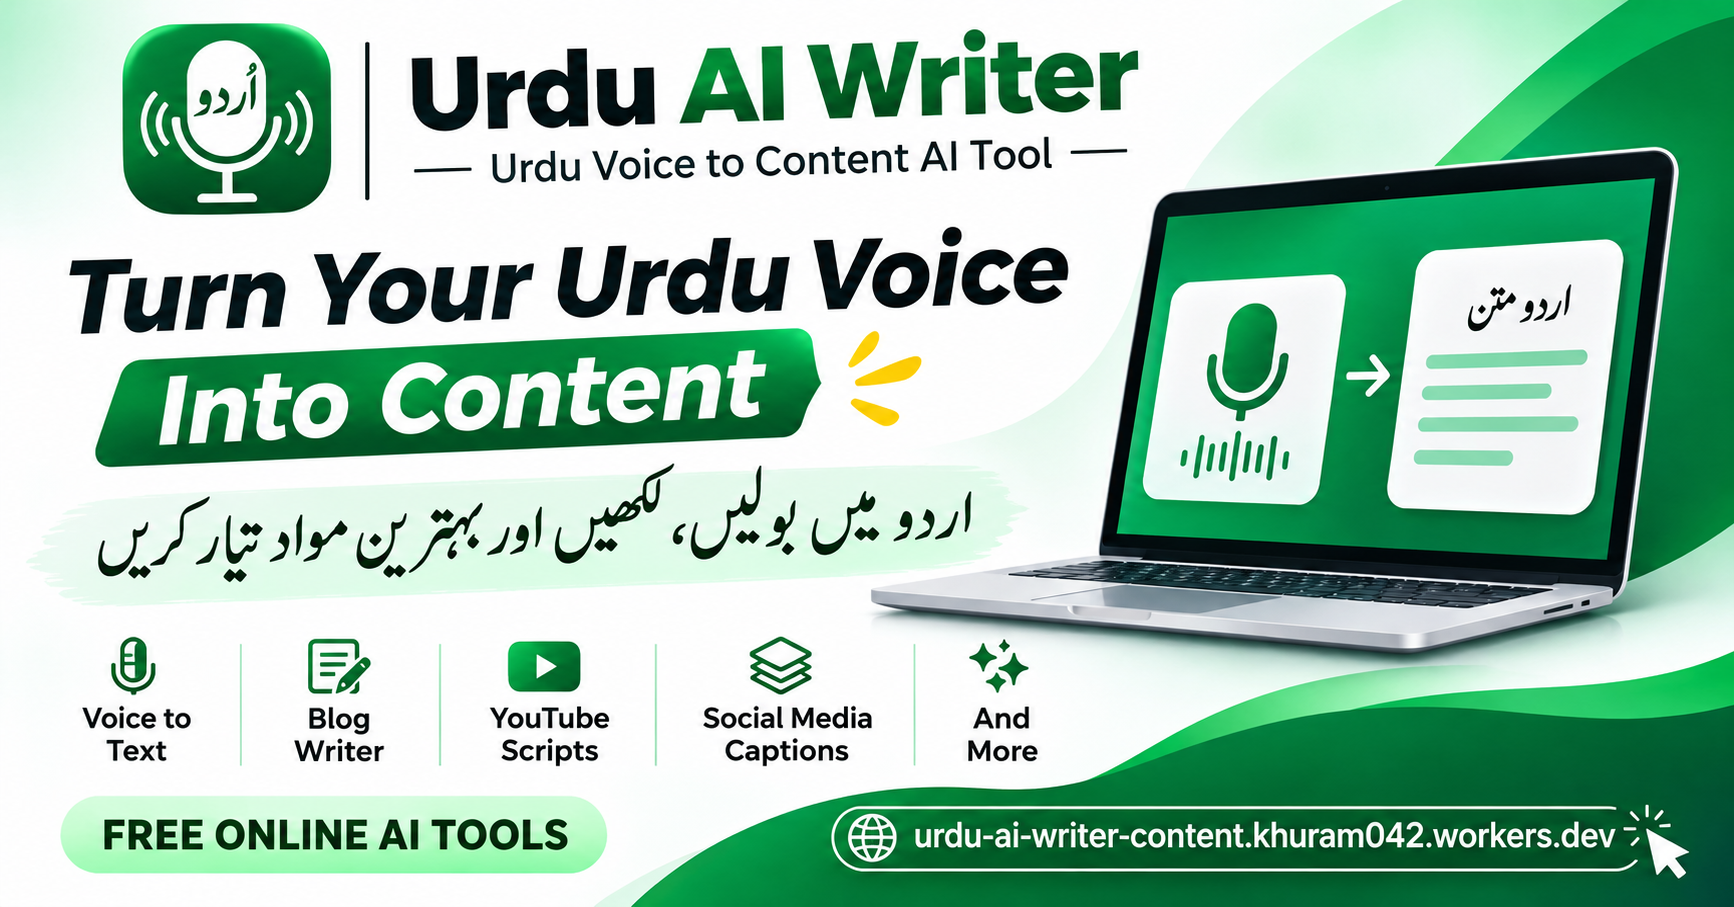 اُردو
Urdu AI Writer
Urdu Voice to Content AI Tool
Turn Your Urdu Voice
Into Content
اردو میں بولیں، لکھیں اور بہترین مواد تیار کریں
اردو متن
Voice to
Text
Blog
Writer
YouTube
Scripts
Social Media
Captions
And
More
FREE ONLINE AI TOOLS
urdu-ai-writer-content.khuram042.workers.dev